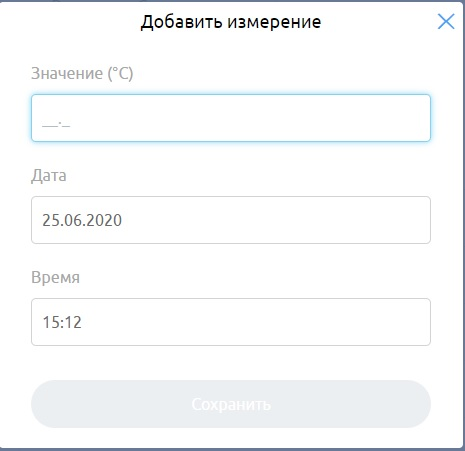 Добавить измерение
Значение (°C)
__._
Дата
25.06.2020
Время
15:12
Сохранить